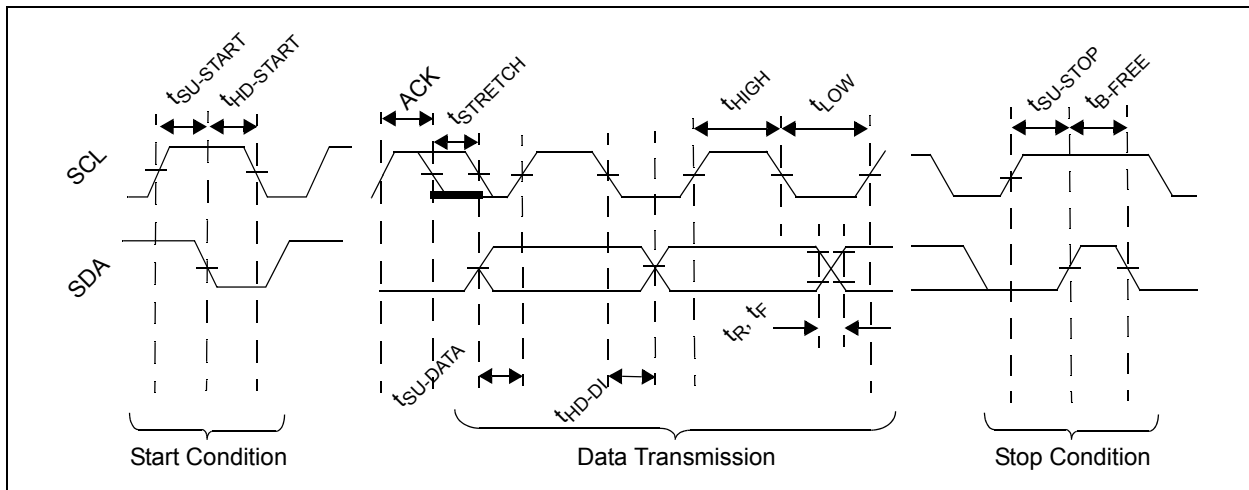 tSU-START
tHD-START
ACK
tSTRETCH
tHIGH
tLOW
tSU-STOP
tB-FREE
SCL
SDA
tR, tF
tSU-DATA
tHD-DI
Start Condition
Data Transmission
Stop Condition